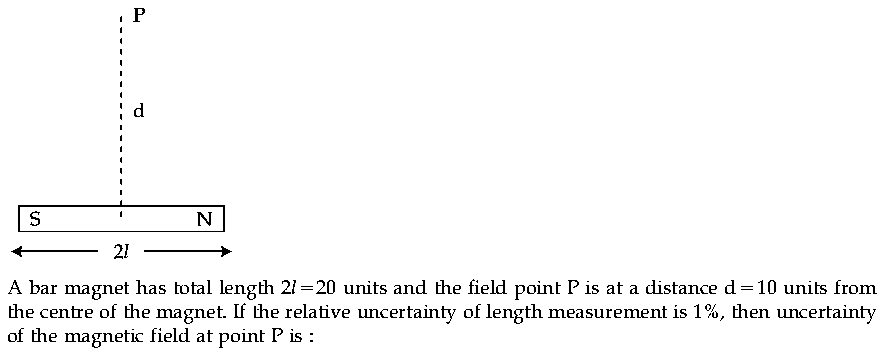 P
d
S N
2l
A bar magnet has total length 2l=20 units and the field point P is at a distance d=10 units from
the centre of the magnet. If the relative uncertainty of length measurement is 1%, then uncertainty
of the magnetic field at point P is :